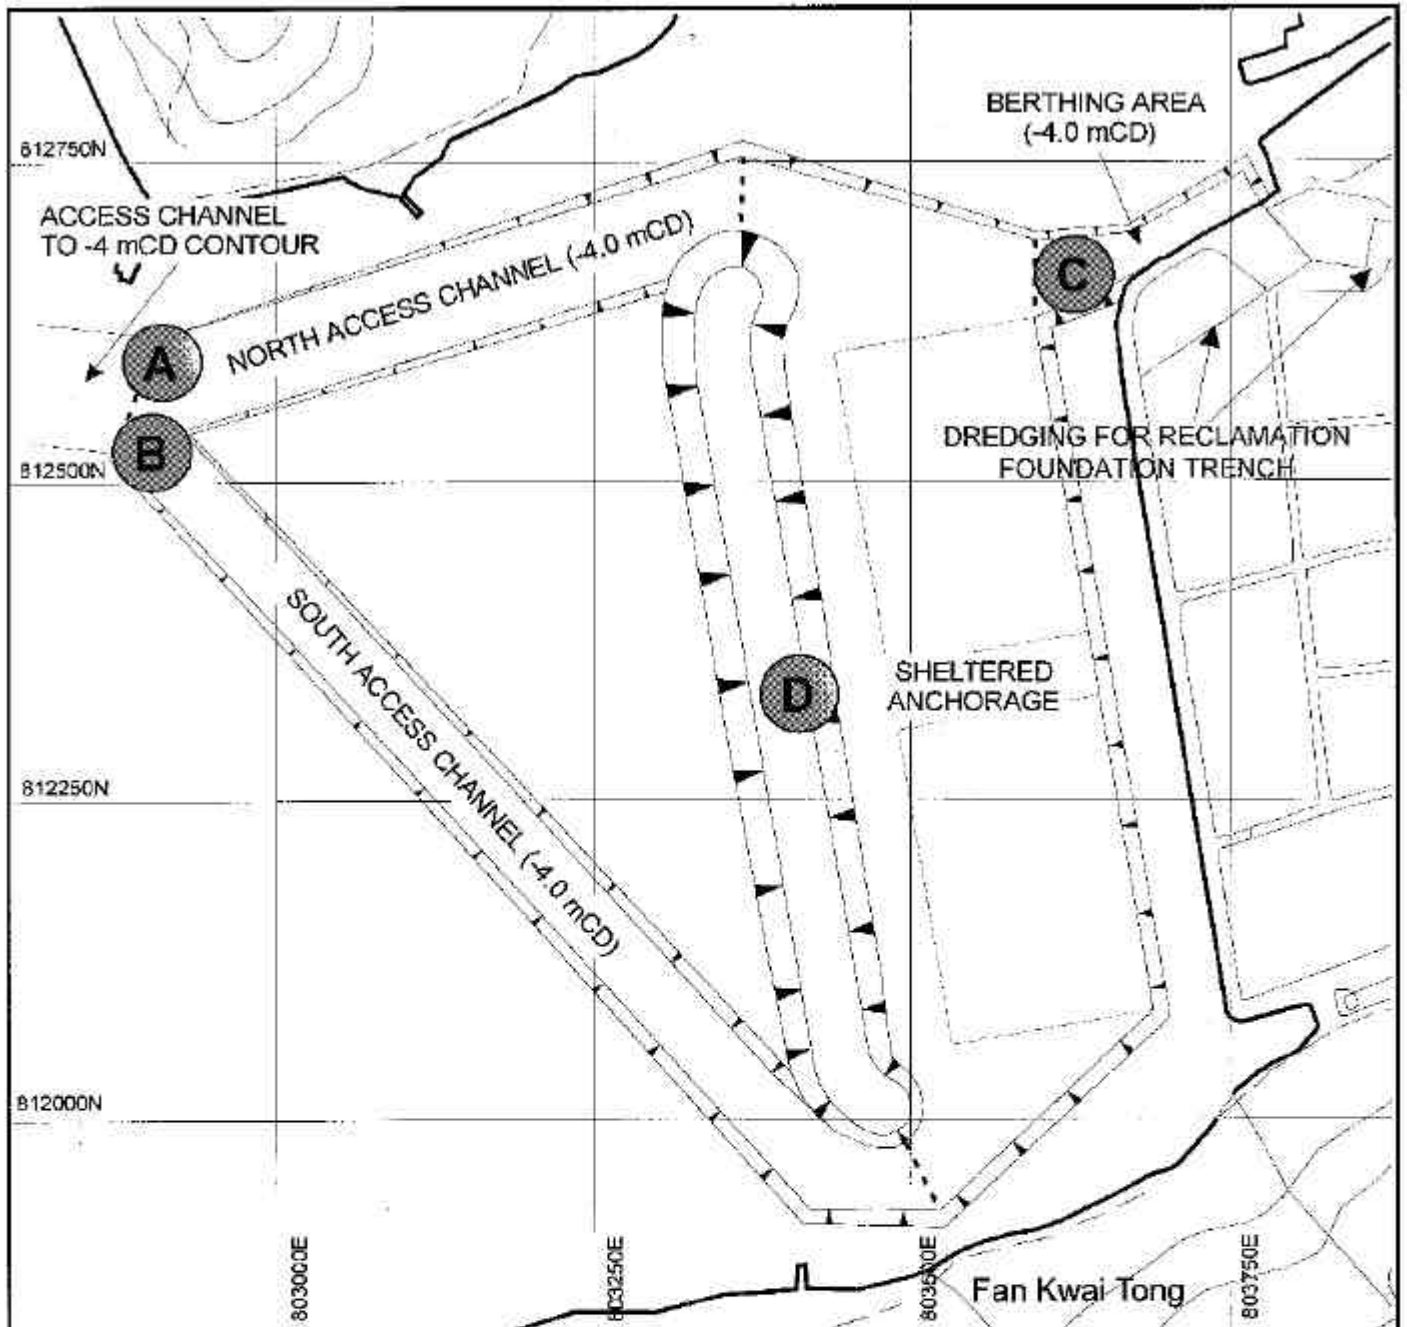 BERTHING AREA
(-4.0 mCD)
812750N
ACCESS CHANNEL
TO -4 mCD CONTOUR
NORTH ACCESS CHANNEL (-4.0 mCD)
A
B
C
DREDGING FOR RECLAMATION
FOUNDATION TRENCH
812500N
SOUTH ACCESS CHANNEL (-4.0 mCD)
D
SHELTERED
ANCHORAGE
812250N
812000N
803000E
803250E
803500E
803750E
Fan Kwai Tong